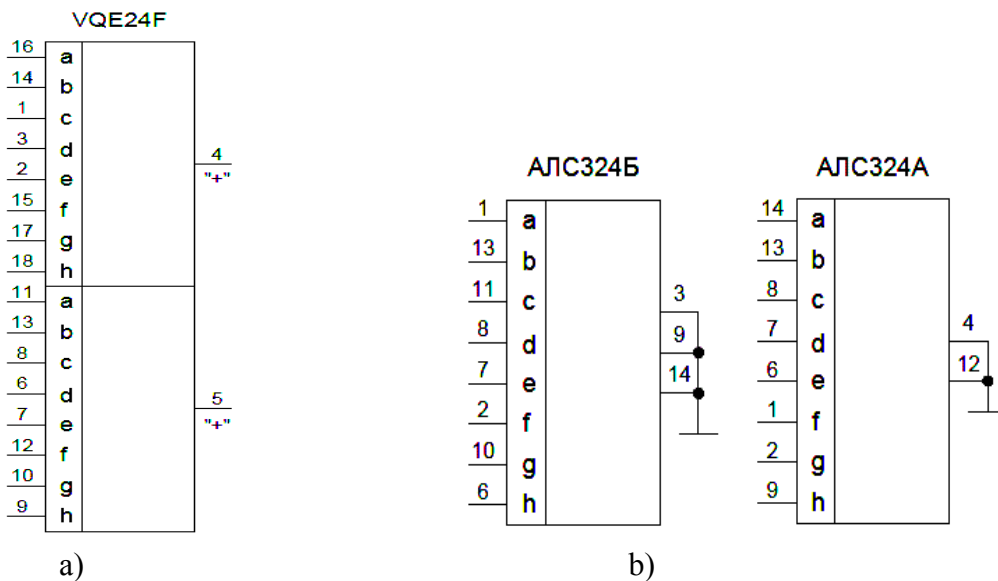 VQE24F
16 a
14 b
1 c
3 d
2 e
15 f
17 g
18 h
4
"+"
11 a
13 b
8 c
6 d
7 e
12 f
10 g
9 h
5
"+"
a)
АЛС324Б
1 a
13 b
11 c
8 d
7 e
2 f
10 g
6 h
3
9
14
АЛС324А
14 a
13 b
8 c
7 d
6 e
1 f
2 g
9 h
4
12
b)